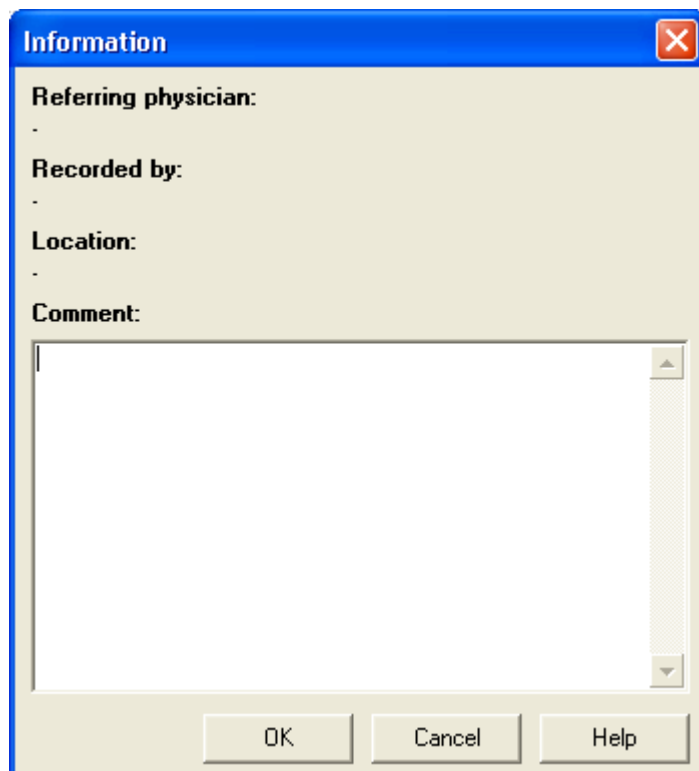 Information
Referring physician:
-
Recorded by:
-
Location:
-
Comment:
OK Cancel Help